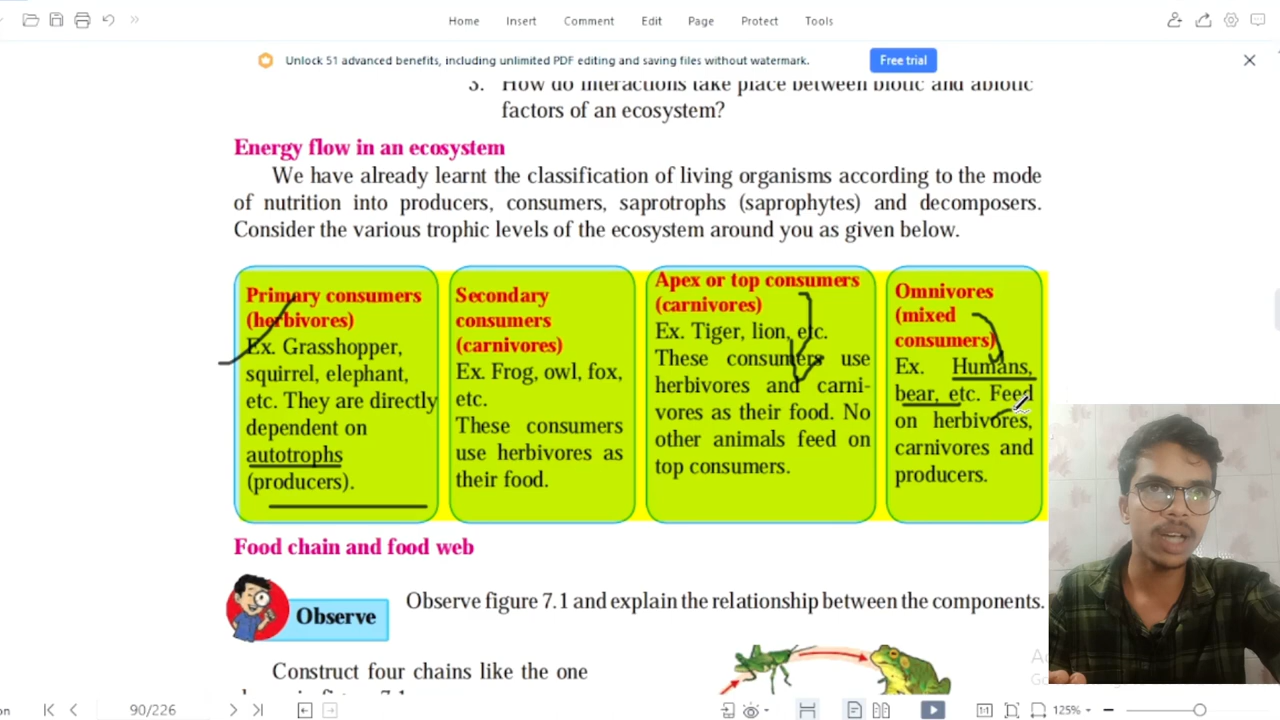 Home Insert Comment Edit Page Protect Tools
Unlock 51 advanced benefits, including unlimited PDF editing and saving files without watermark. Free trial
3. How do interactions take place between biotic and abiotic
factors of an ecosystem?
Energy flow in an ecosystem
We have already learnt the classification of living organisms according to the mode
of nutrition into producers, consumers, saprotrophs (saprophytes) and decomposers.
Consider the various trophic levels of the ecosystem around you as given below.
Primary consumers
(herbivores)
Ex. Grasshopper,
squirrel, elephant,
etc. They are directly
dependent on
autotrophs
(producers).
Secondary
consumers
(carnivores)
Ex. Frog, owl, fox,
etc.
These consumers
use herbivores as
their food.
Apex or top consumers
(carnivores)
Ex. Tiger, lion, etc.
These consumers use
herbivores and carni-
vores as their food. No
other animals feed on
top consumers.
Omnivores
(mixed
consumers)
Ex. Humans,
bear, etc. Feed
on herbivores,
carnivores and
producers.
Food chain and food web
Observe
Observe figure 7.1 and explain the relationship between the components.
Construct four chains like the one
90/226
125%